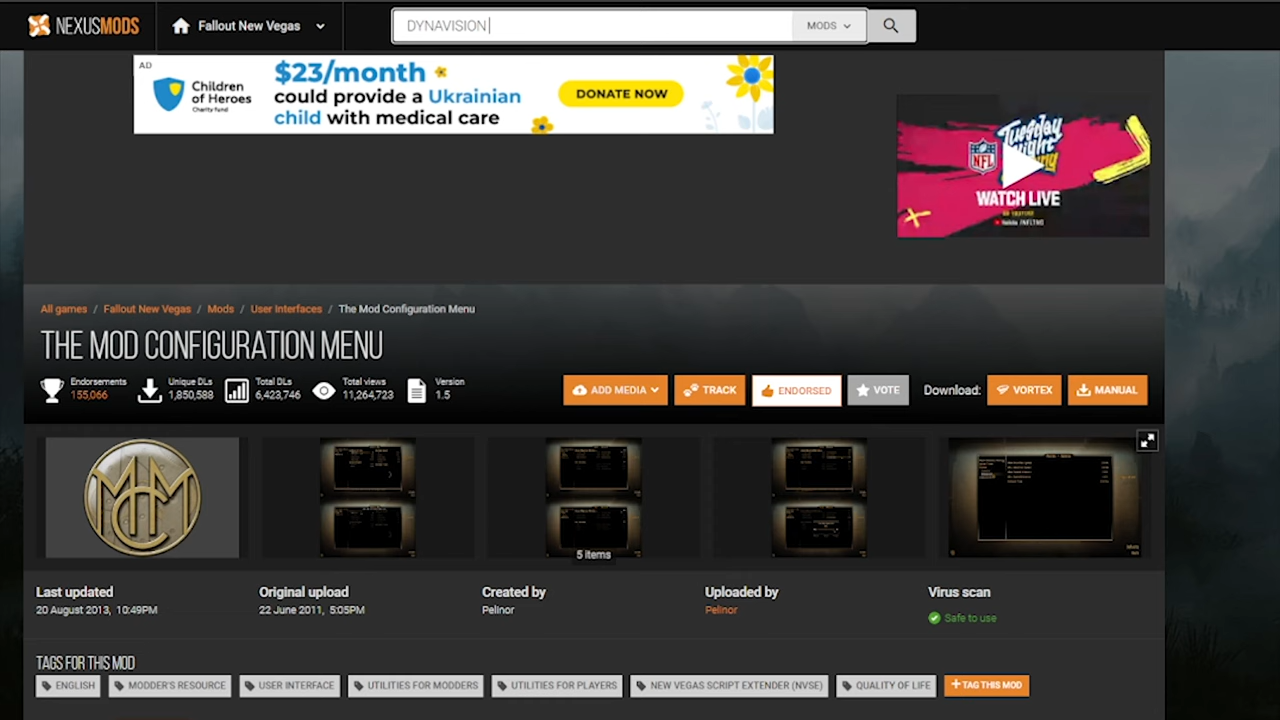 NEXUSMODS
Fallout New Vegas
DYNAVISION
MODS
AD
Children of Heroes
Charity fund
$23/month
could provide a Ukrainian
child with medical care
DONATE NOW
Tuesday
Night
NFL
WATCH LIVE
All games / Fallout New Vegas / Mods / User Interfaces / The Mod Configuration Menu
THE MOD CONFIGURATION MENU
Endorsements
155,066
Unique DLs
1,850,588
Total DLs
6,423,746
Total views
11,264,723
Version
1.5
ADD MEDIA
TRACK
ENDORSED
VOTE
Download:
VORTEX
MANUAL
MCM
5 items
Last updated
20 August 2013, 10:49PM
Original upload
22 June 2011, 5:05PM
Created by
Pelinor
Uploaded by
Pelinor
Virus scan
Safe to use
TAGS FOR THIS MOD
ENGLISH
MODDER'S RESOURCE
USER INTERFACE
UTILITIES FOR MODDERS
UTILITIES FOR PLAYERS
NEW VEGAS SCRIPT EXTENDER (NVSE)
QUALITY OF LIFE
+ TAG THIS MOD